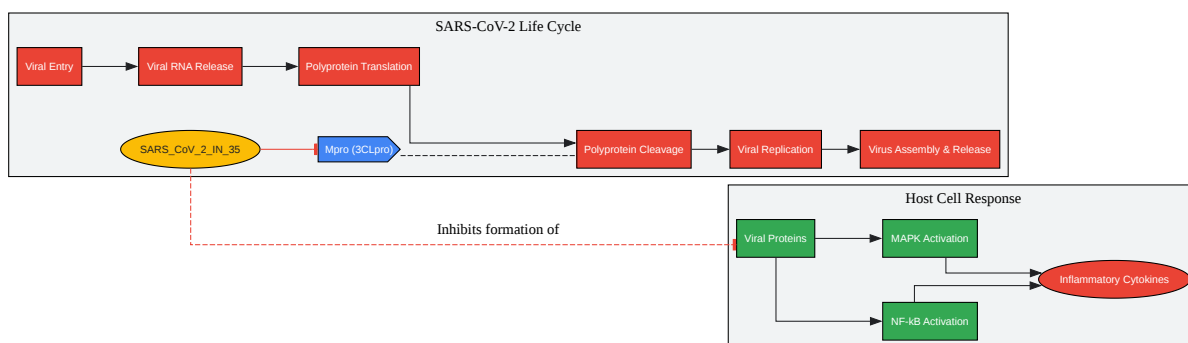 SARS-CoV-2 Life Cycle
Viral Entry
Viral RNA Release
Polyprotein Translation
SARS_CoV_2_IN_35
Mpro (3CLpro)
Polyprotein Cleavage
Viral Replication
Virus Assembly & Release
Host Cell Response
Inhibits formation of
Viral Proteins
MAPK Activation
Inflammatory Cytokines
NF-kB Activation